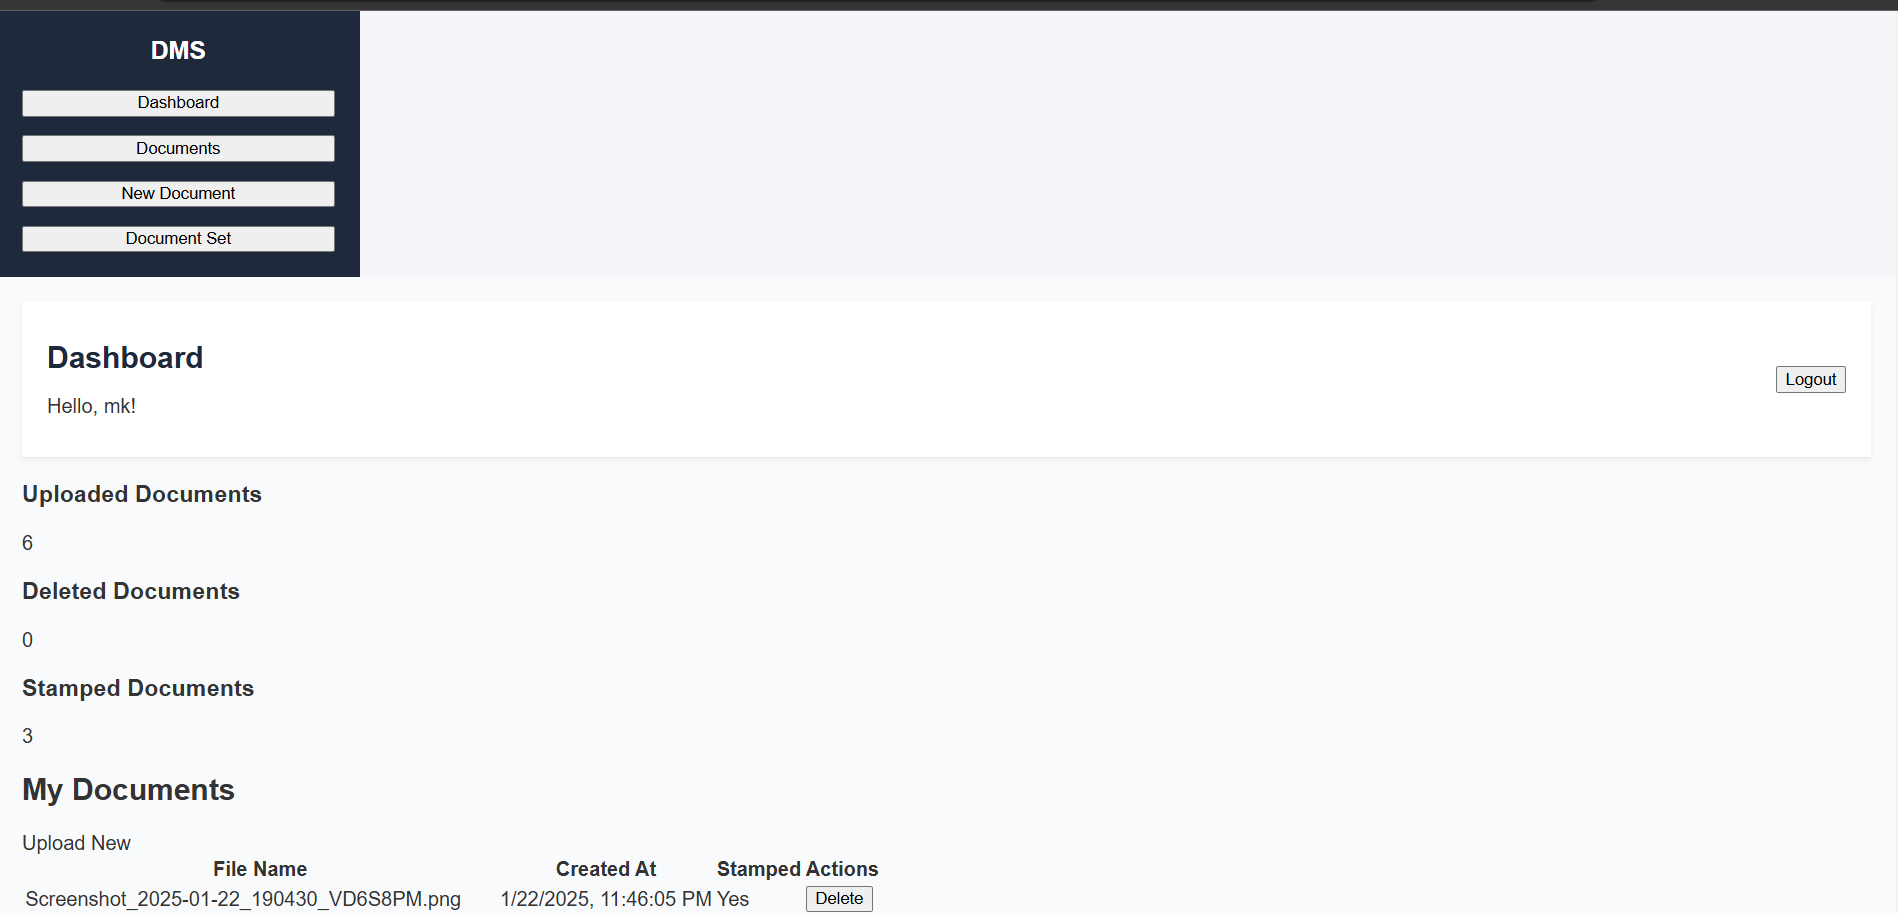 DMS
Dashboard
Documents
New Document
Document Set
Dashboard
Hello, mk!
Logout
Uploaded Documents
6
Deleted Documents
0
Stamped Documents
3
My Documents
Upload New
File Name Created At Stamped Actions
Screenshot_2025-01-22_190430_VD6S8PM.png 1/22/2025, 11:46:05 PM Yes Delete